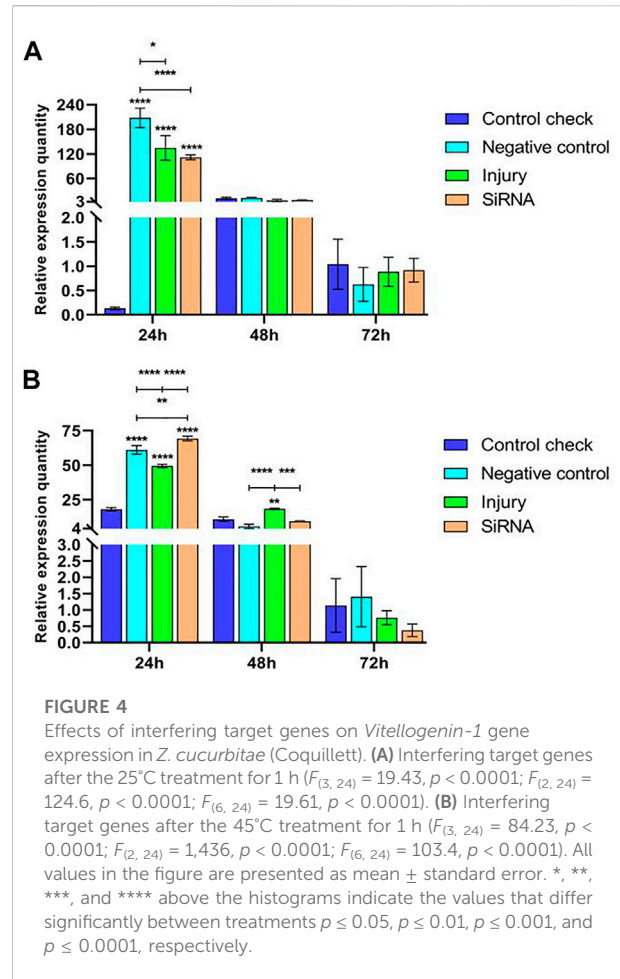 A
*
****
****
****
****
Relative expression quantity
240
180
120
60
3
2.0
1.5
1.0
0.5
0.0
24h
48h
72h
Control check
Negative control
Injury
SiRNA
B
**** ****
**
****
****
****
**** ***
**
Relative expression quantity
75
50
25
4
3.0
2.5
2.0
1.5
1.0
0.5
0.0
24h
48h
72h
Control check
Negative control
Injury
SiRNA
FIGURE 4
Effects of interfering target genes on Vitellogenin-1 gene
expression in Z. cucurbitae (Coquillett). (A) Interfering target genes
after the 25°C treatment for 1 h (F(3, 24) = 19.43, p < 0.0001; F(2, 24) =
124.6, p < 0.0001; F(6, 24) = 19.61, p < 0.0001). (B) Interfering
target genes after the 45°C treatment for 1 h (F(3, 24) = 84.23, p <
0.0001; F(2, 24) = 1,436, p < 0.0001; F(6, 24) = 103.4, p < 0.0001). All
values in the figure are presented as mean ± standard error. *, **,
***, and **** above the histograms indicate the values that differ
significantly between treatments p ≤ 0.05, p ≤ 0.01, p ≤ 0.001, and
p ≤ 0.0001, respectively.